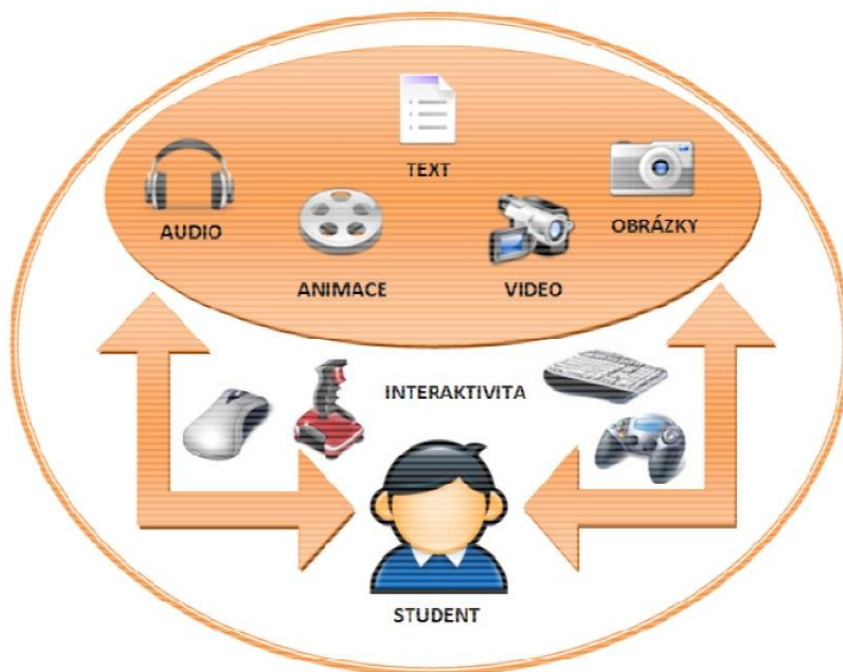 TEXT
AUDIO
OBRÁZKY
ANIMACE
VIDEO
INTERAKTIVITA
STUDENT